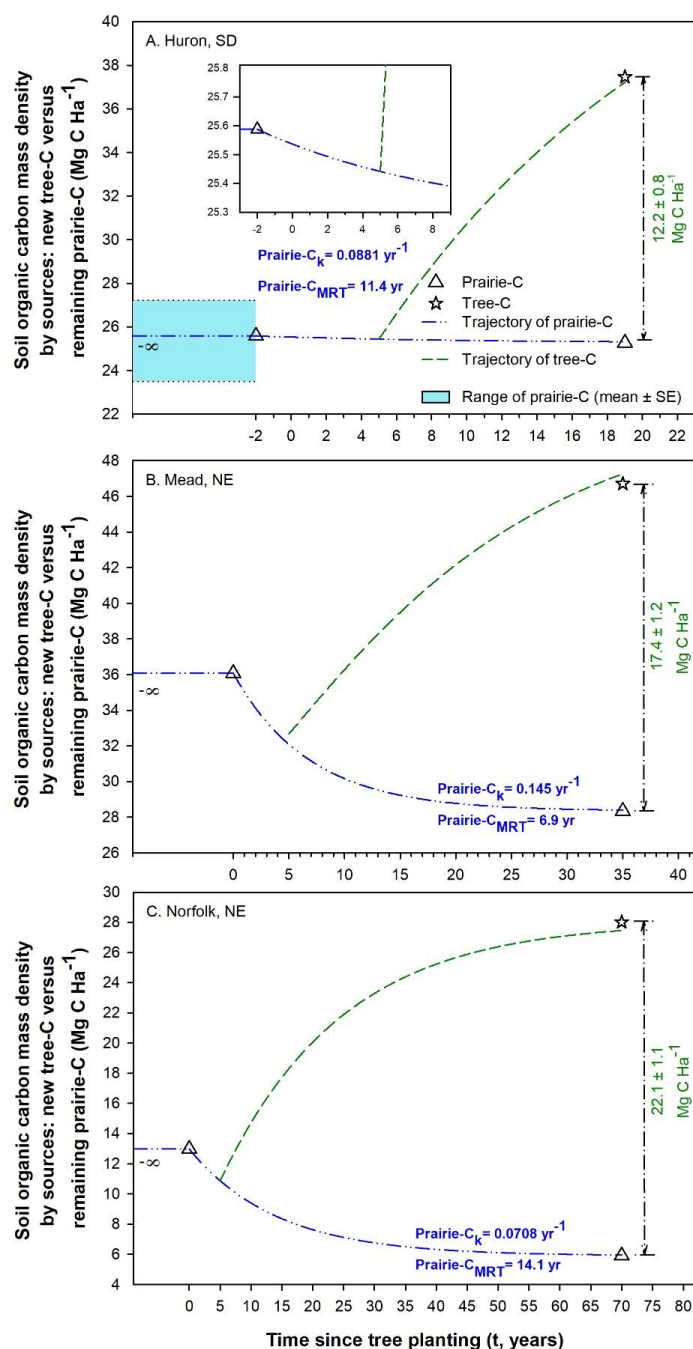 Soil organic carbon mass density
by sources: new tree-C versus
remaining prairie-C (Mg C Ha-1)
A. Huron, SD
40
38
36
34
32
30
28
26
24
22
25.8
25.7
25.6
25.5
25.4
25.3
-2 0 2 4 6 8
Prairie-Ck= 0.0881 yr-1
Prairie-CMRT= 11.4 yr
12.2 ± 0.8
Mg C Ha-1
Prairie-C
Tree-C
Trajectory of prairie-C
Trajectory of tree-C
Range of prairie-C (mean ± SE)
-∞
-2 0 2 4 6 8 10 12 14 16 18 20 22
Soil organic carbon mass density
by sources: new tree-C versus
remaining prairie-C (Mg C Ha-1)
B. Mead, NE
48
46
44
42
40
38
36
34
32
30
28
26
-∞
17.4 ± 1.2
Mg C Ha-1
Prairie-Ck= 0.145 yr-1
Prairie-CMRT= 6.9 yr
0 5 10 15 20 25 30 35 40
Soil organic carbon mass density
by sources: new tree-C versus
remaining prairie-C (Mg C Ha-1)
C. Norfolk, NE
28
26
24
22
20
18
16
14
12
10
8
6
4
-∞
22.1 ± 1.1
Mg C Ha-1
Prairie-Ck= 0.0708 yr-1
Prairie-CMRT= 14.1 yr
0 5 10 15 20 25 30 35 40 45 50 55 60 65 70 75 80
Time since tree planting (t, years)